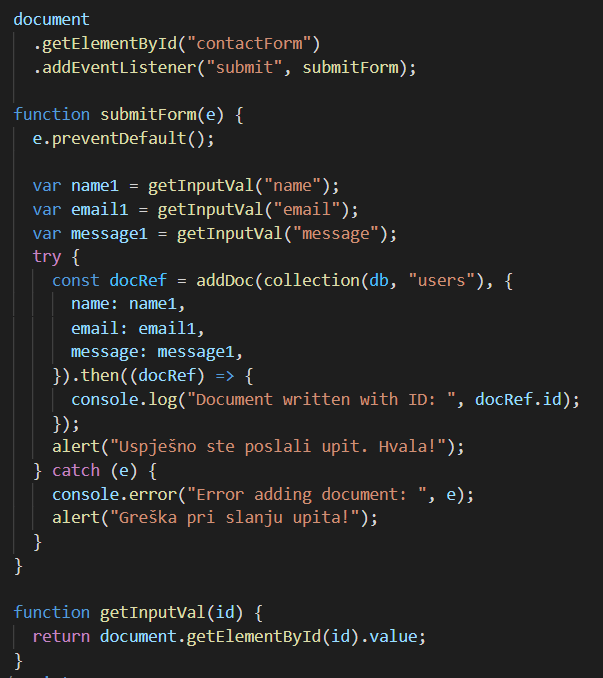 document
.getElementById("contactForm")
.addEventListener("submit", submitForm);
function submitForm(e) {
e.preventDefault();
var name1 = getInputVal("name");
var email1 = getInputVal("email");
var message1 = getInputVal("message");
try {
const docRef = addDoc(collection(db, "users"), {
name: name1,
email: email1,
message: message1,
}).then((docRef) => {
console.log("Document written with ID: ", docRef.id);
});
alert("Uspješno ste poslali upit. Hvala!");
} catch (e) {
console.error("Error adding document: ", e);
alert("Greška pri slanju upita!");
}
}
function getInputVal(id) {
return document.getElementById(id).value;
}